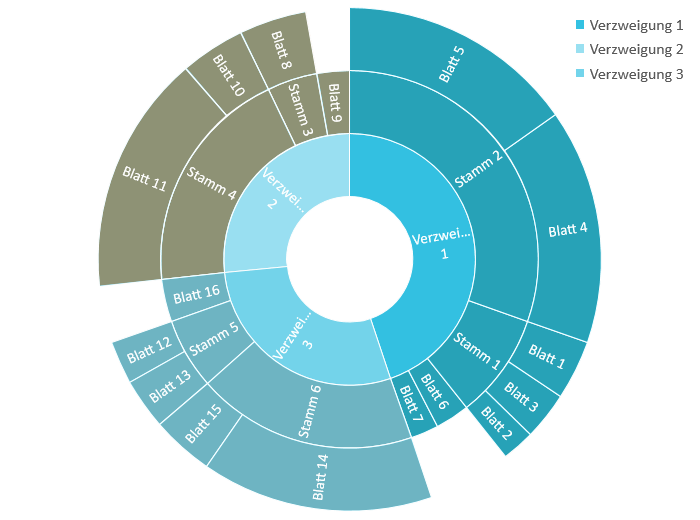 Verzweigung 1
Verzweigung 2
Verzweigung 3
Blatt 5
Blatt 4
Stamm 2
Verzwei...
1
Stamm 1
Blatt 1
Blatt 3
Blatt 2
Blatt 6
Blatt 7
Verzwei...
3
Stamm 6
Blatt 14
Blatt 15
Stamm 5
Blatt 13
Blatt 12
Blatt 16
Verzwei...
2
Stamm 4
Blatt 11
Blatt 10
Stamm 3
Blatt 8
Blatt 9